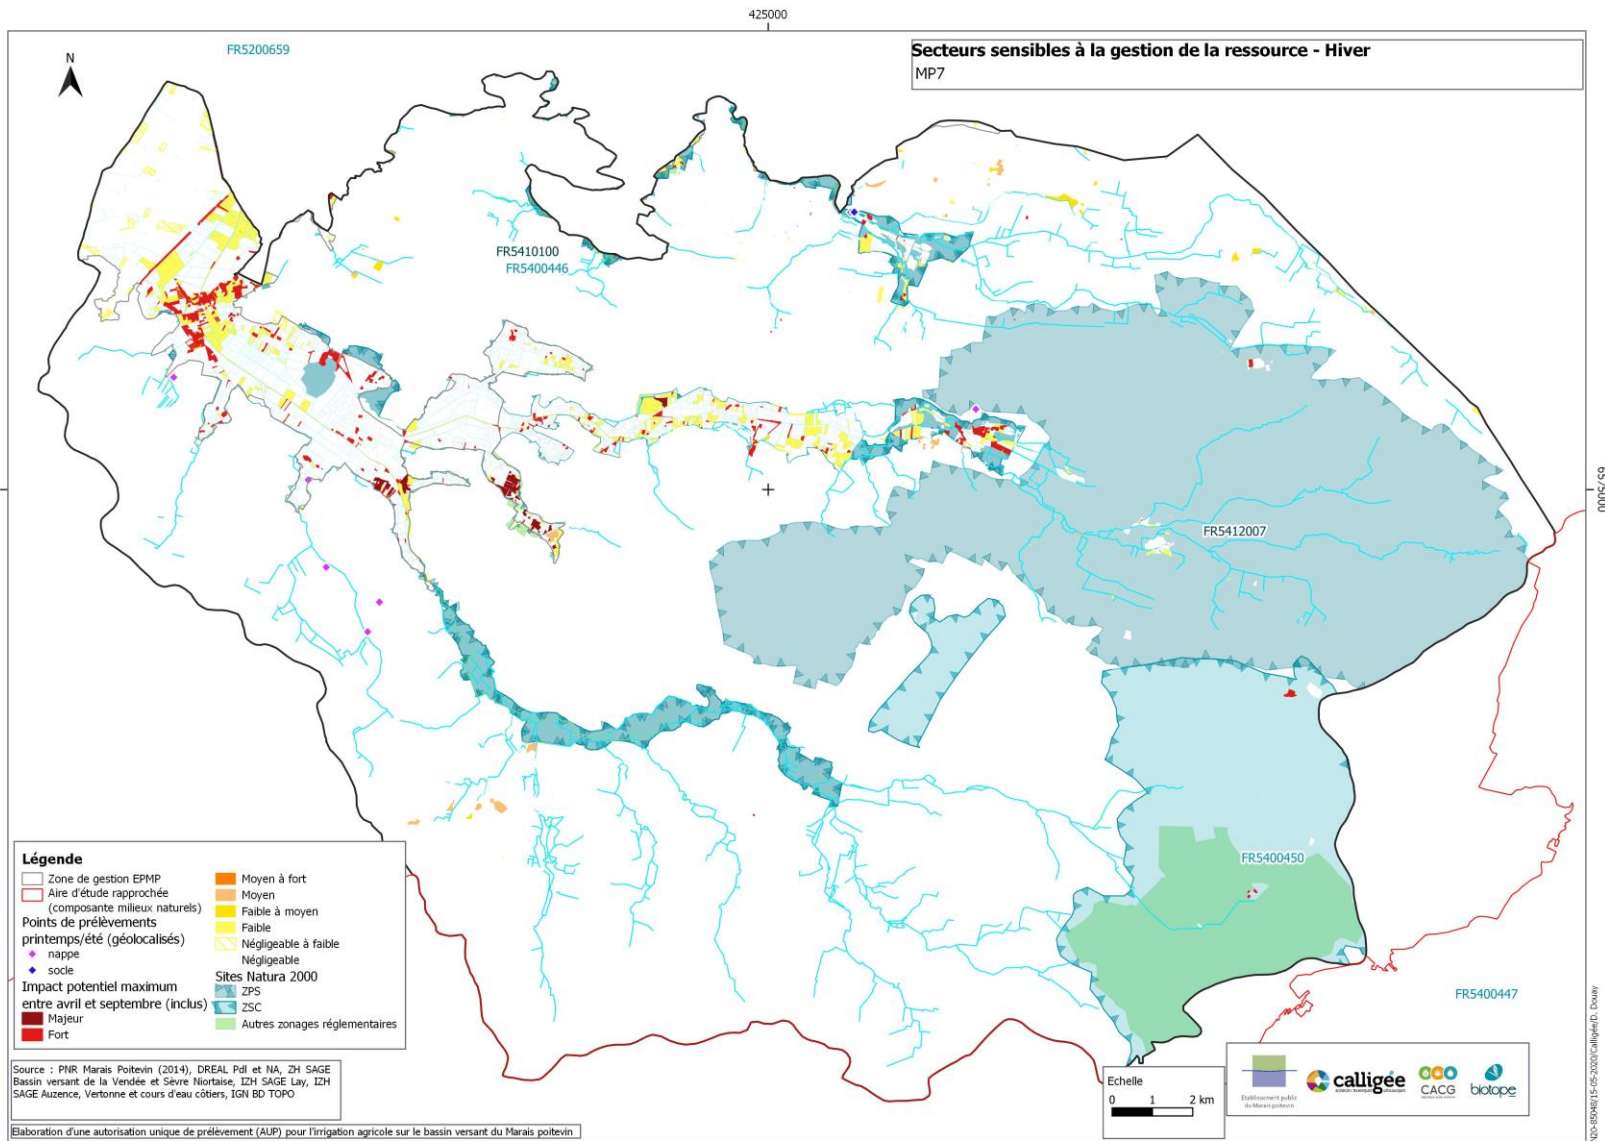 425000
FR5200659
N
Secteurs sensibles à la gestion de la ressource - Hiver
MP7
FR5410100
FR5400446
FR5412007
FR5400450
FR5400447
Légende
Zone de gestion EPMP
Aire d'étude rapprochée
(composante milieux naturels)
Points de prélèvements
printemps/été (géolocalisés)
nappe
socle
Impact potentiel maximum
entre avril et septembre (inclus)
Majeur
Fort
Moyen à fort
Moyen
Faible à moyen
Faible
Négligeable à faible
Négligeable
Sites Natura 2000
ZPS
ZSC
Autres zonages réglementaires
Source : PNR Marais Poitevin (2014), DREAL Pdl et NA, ZH SAGE
Bassin versant de la Vendée et Sèvre Niortaise, IZH SAGE Lay, IZH
SAGE Auzence, Vertonne et cours d'eau côtiers, IGN BD TOPO
Elaboration d'une autorisation unique de prélèvement (AUP) pour l'irrigation agricole sur le bassin versant du Marais poitevin
Echelle
0 1 2 km
Etablissement public
du Marais poitevin
calligée
CACG
biotope